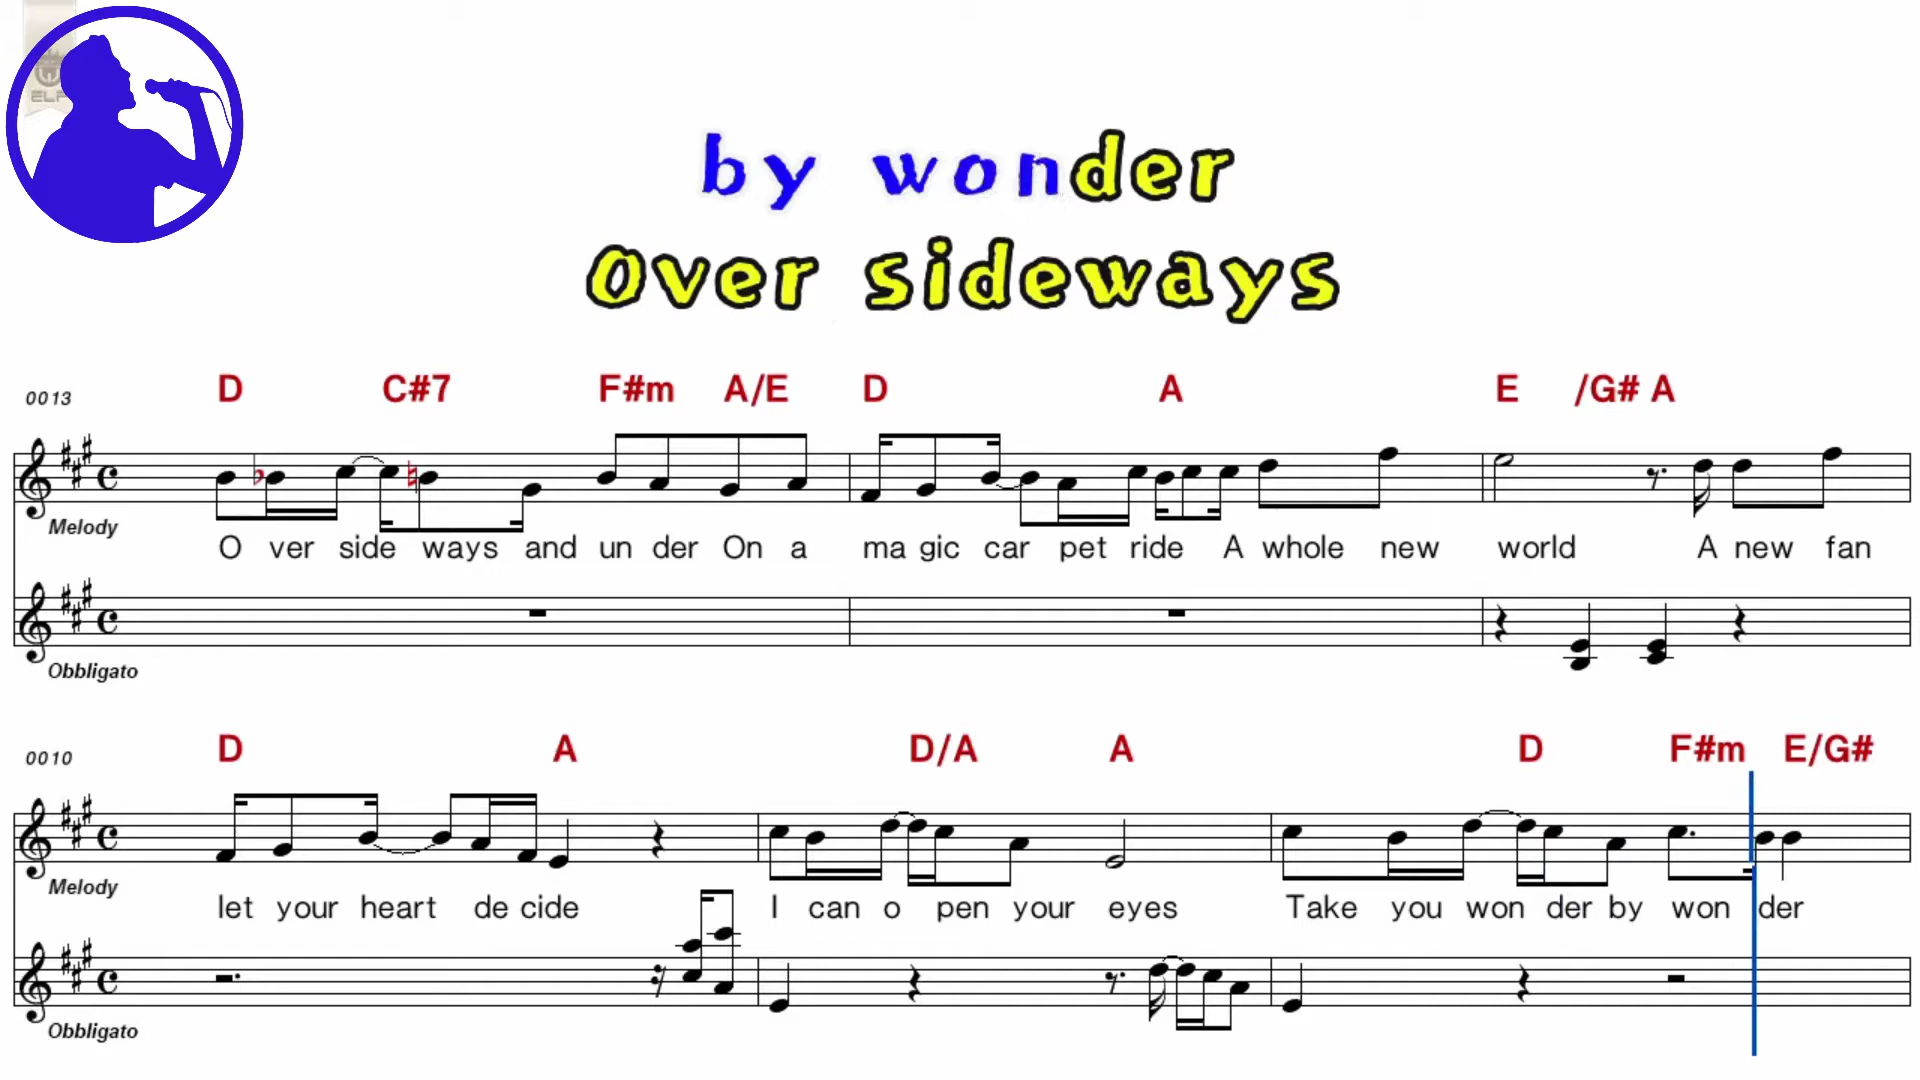 ELF
by wonder
Over sideways
0013 D C#7 F#m A/E D A E /G# A
Melody
O ver side ways and un der On a ma gic car pet ride A whole new world A new fan
Obbligato
0010 D A D/A A D F#m E/G#
Melody
let your heart de cide I can o pen your eyes Take you won der by won der
Obbligato